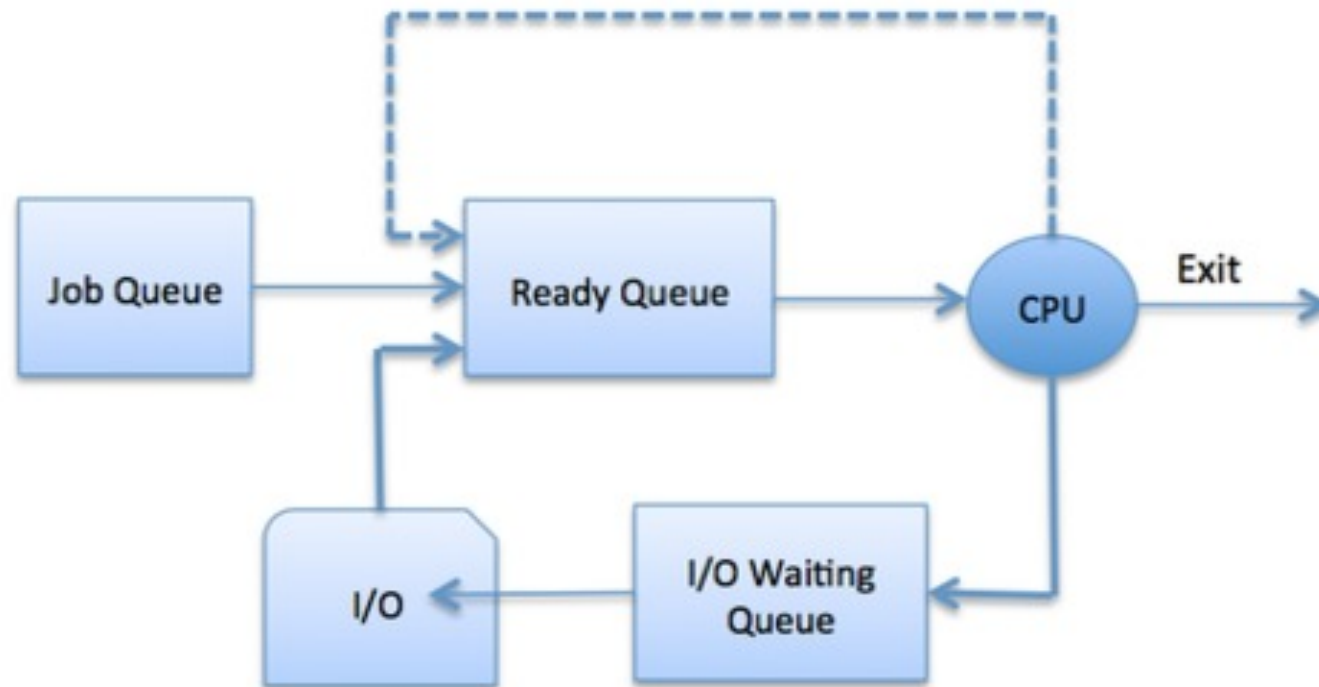 Job Queue
Ready Queue
CPU
Exit
I/O
I/O Waiting
Queue